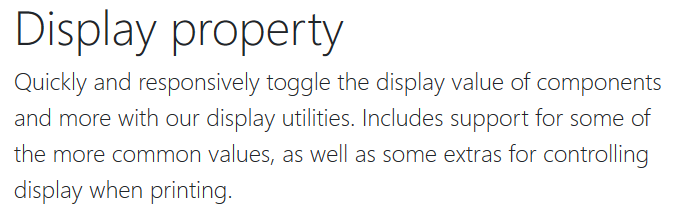 Display property
Quickly and responsively toggle the display value of components
and more with our display utilities. Includes support for some of
the more common values, as well as some extras for controlling
display when printing.